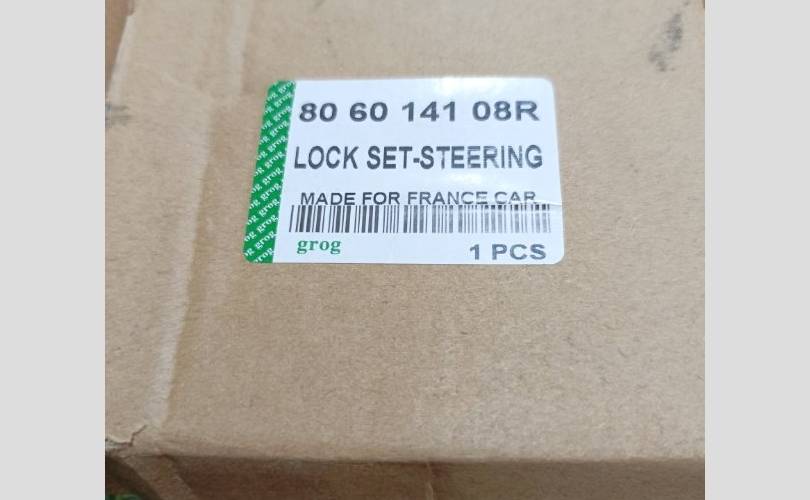 80 60 141 08R
LOCK SET-STEERING
MADE FOR FRANCE CAR
grog
1 PCS